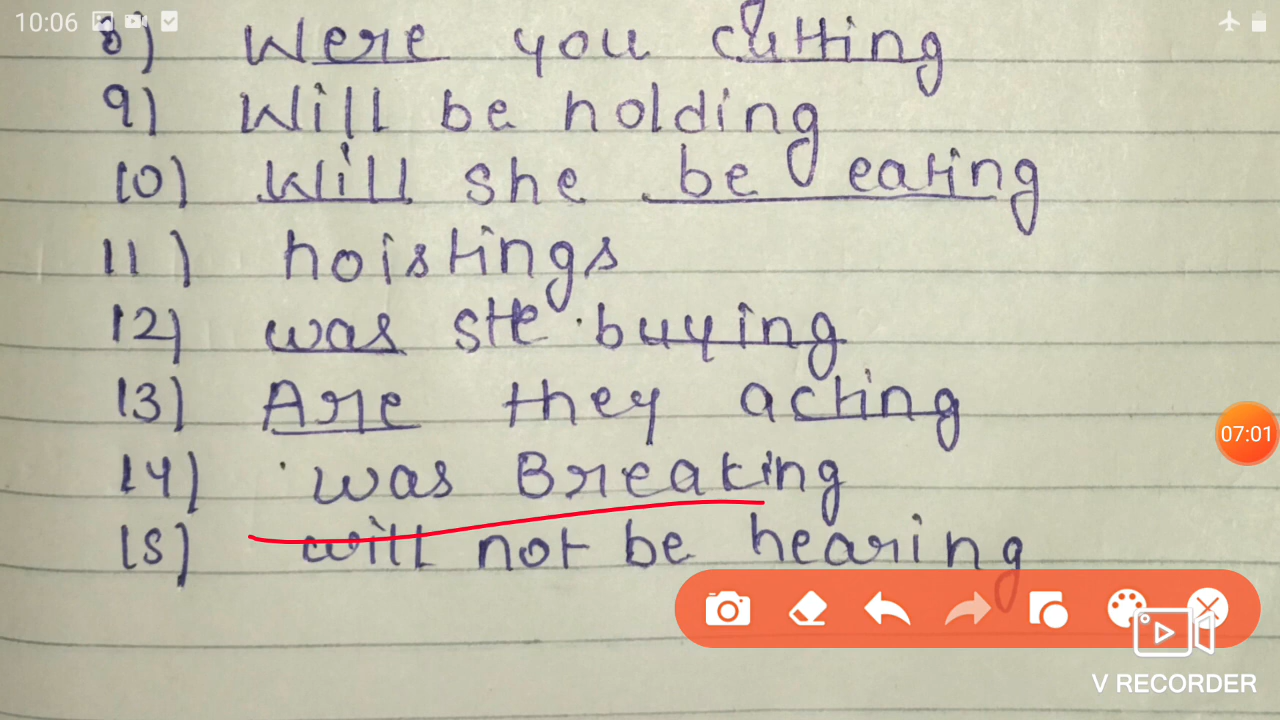 10:06
8) Were you cutting
9) Will be holding
10) Will she be eating
11) hoistings
12) was she buying
13) Are they acting
07:01
14) was Breaking
15) will not be hearing
V RECORDER